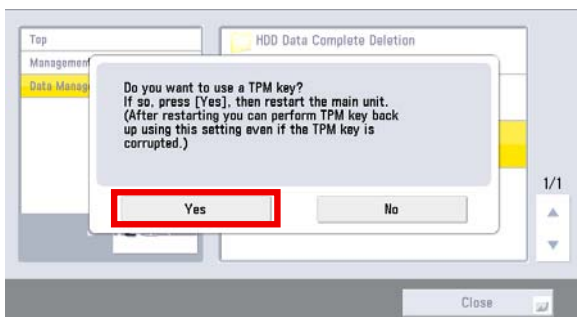 Top
HDD Data Complete Deletion
Management
Data Manag
Do you want to use a TPM key?
If so, press [Yes], then restart the main unit.
(After restarting you can perform TPM key back
up using this setting even if the TPM key is
corrupted.)
1/1
Yes
No
Close